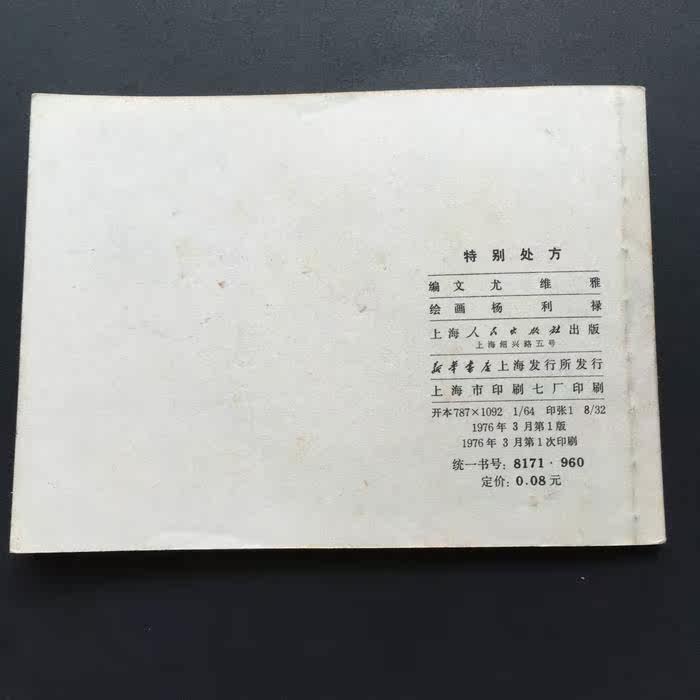 特别处方
编文 尤维雅
绘画 杨利禄
上海人民出版社出版
上海绍兴路五号
新华书店上海发行所发行
上海市印刷七厂印刷
开本787×1092 1/64 印张1 8/32
1976年3月第1版
1976年3月第1次印刷
统一书号：8171·960
定价：0.08元